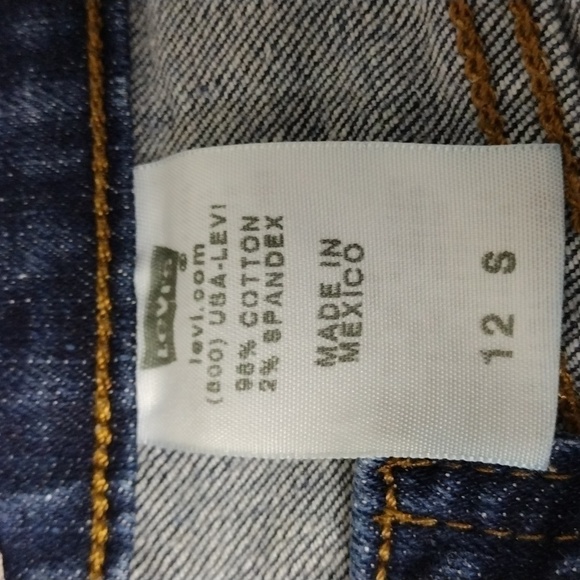 Levi's®
levi.com
(800) USA-LEVI
98% COTTON
2% SPANDEX
MADE IN
MEXICO
12 S